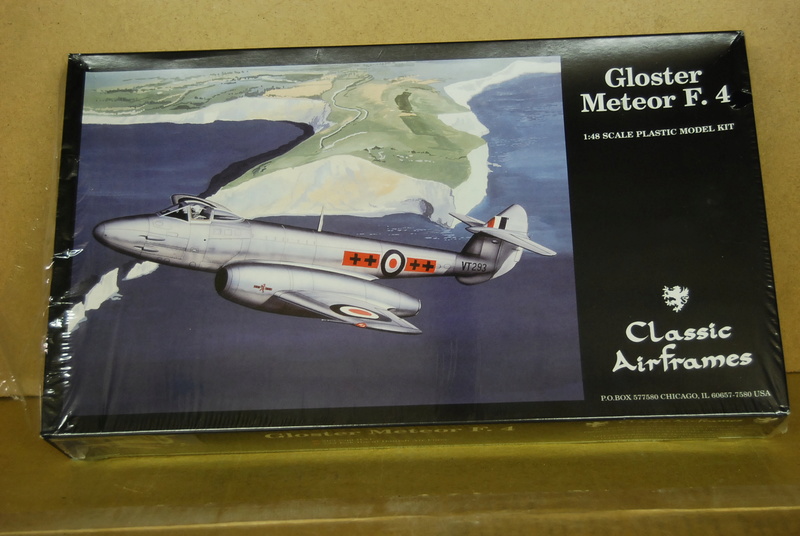 Gloster
Meteor F. 4
1:48 SCALE PLASTIC MODEL KIT
VT293
Classic
Airframes
P.O.BOX 577580 CHICAGO, IL 60657-7580 USA
Gloster Meteor F. 4